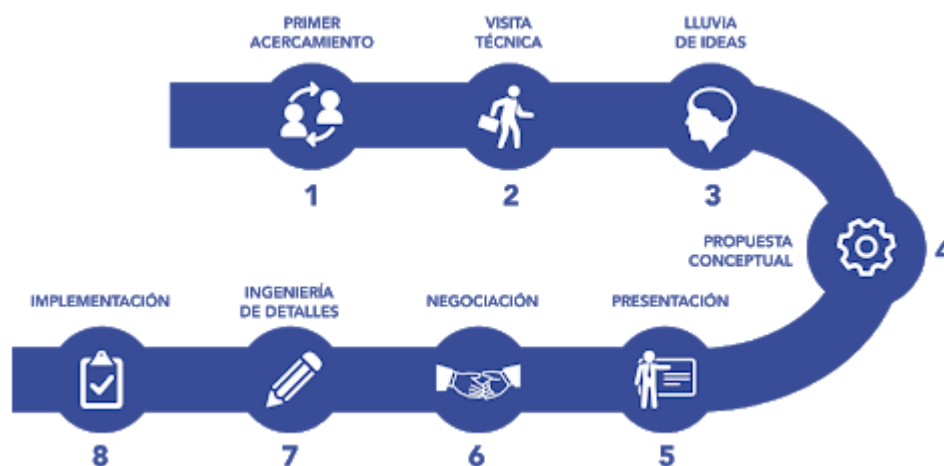 PRIMER
ACERCAMIENTO
1
VISITA
TÉCNICA
2
LLUVIA
DE IDEAS
3
PROPUESTA
CONCEPTUAL
4
PRESENTACIÓN
5
NEGOCIACIÓN
6
INGENIERÍA
DE DETALLES
7
IMPLEMENTACIÓN
8